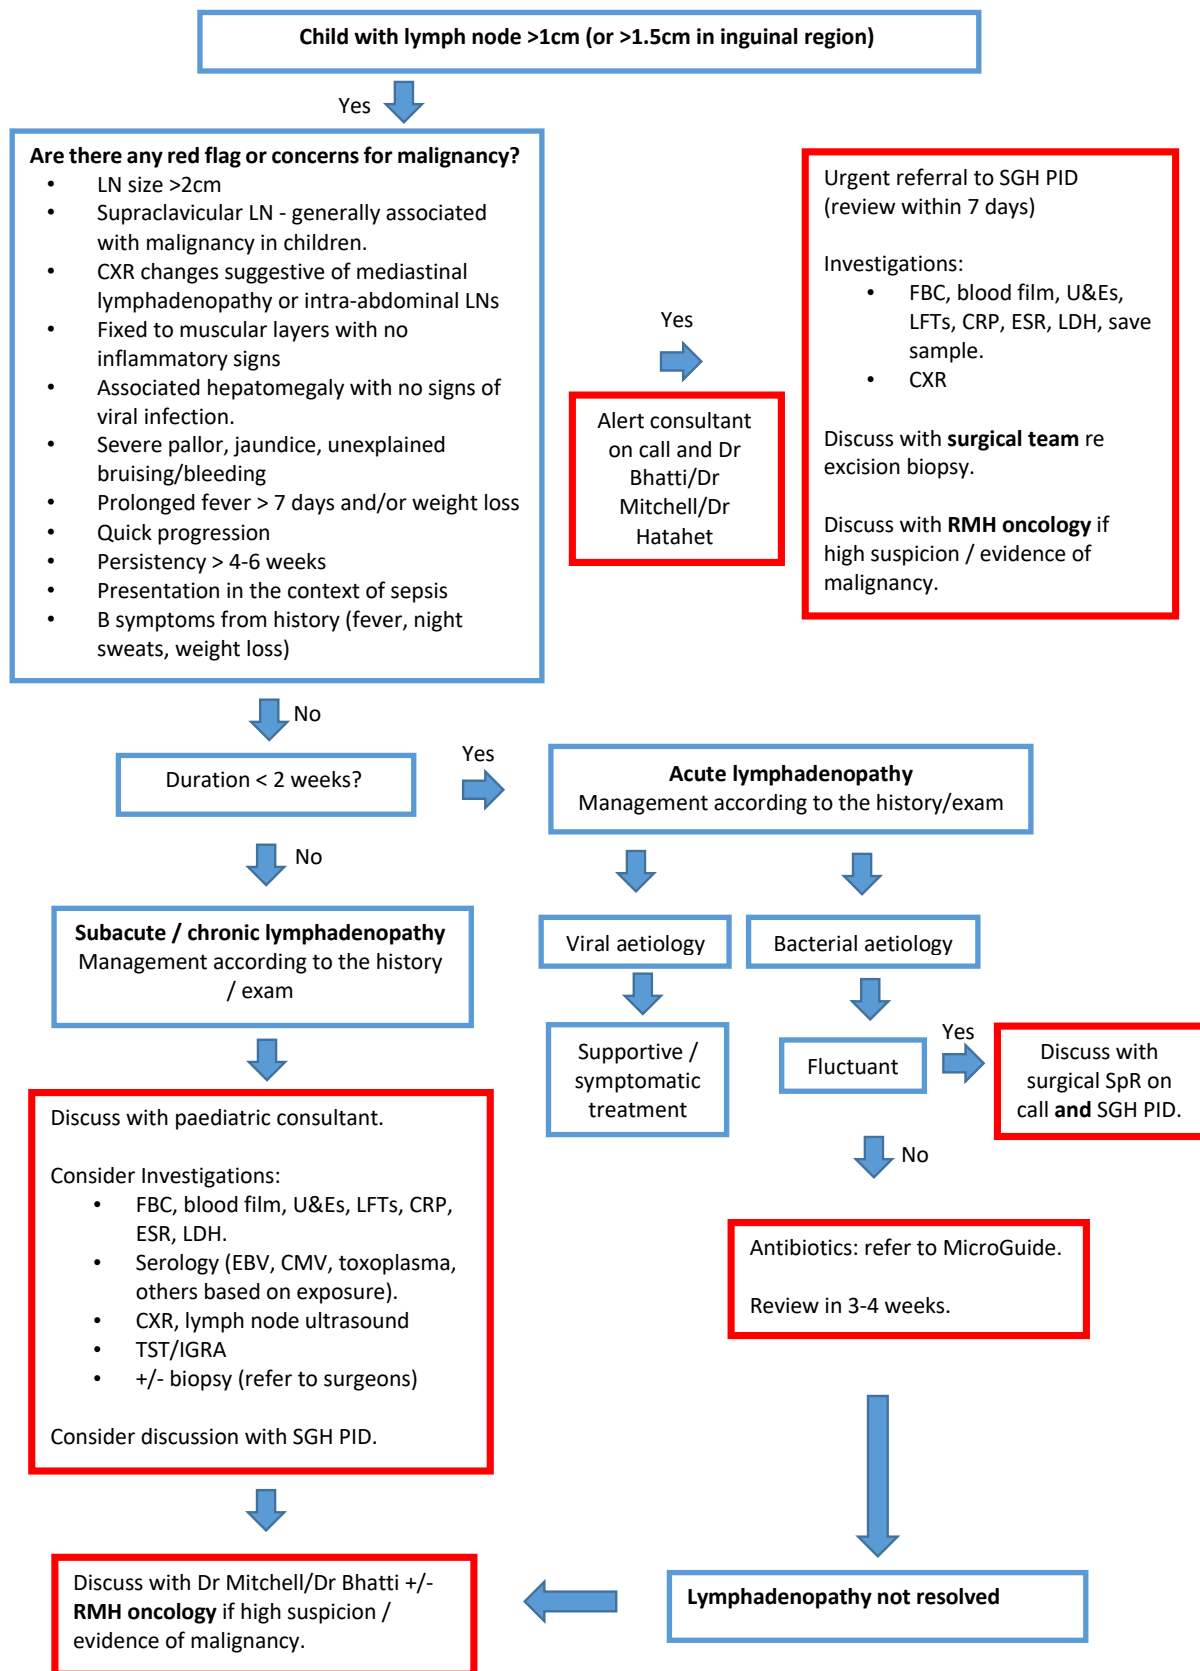 Child with lymph node >1cm (or >1.5cm in inguinal region)
Yes
Are there any red flag or concerns for malignancy?
• LN size >2cm
• Supraclavicular LN - generally associated
with malignancy in children.
• CXR changes suggestive of mediastinal
lymphadenopathy or intra-abdominal LNs
• Fixed to muscular layers with no
inflammatory signs
• Associated hepatomegaly with no signs of
viral infection.
• Severe pallor, jaundice, unexplained
bruising/bleeding
• Prolonged fever > 7 days and/or weight loss
• Quick progression
• Persistency > 4-6 weeks
• Presentation in the context of sepsis
• B symptoms from history (fever, night
sweats, weight loss)
Yes
Alert consultant
on call and Dr
Bhatti/Dr
Mitchell/Dr
Hatahet
Urgent referral to SGH PID
(review within 7 days)
Investigations:
• FBC, blood film, U&Es,
LFTs, CRP, ESR, LDH, save
sample.
• CXR
Discuss with surgical team re
excision biopsy.
Discuss with RMH oncology if
high suspicion / evidence of
malignancy.
No
Duration < 2 weeks?
Yes
Acute lymphadenopathy
Management according to the history/exam
No
Subacute / chronic lymphadenopathy
Management according to the history
/ exam
Viral aetiology
Bacterial aetiology
Supportive /
symptomatic
treatment
Fluctuant
Yes
Discuss with
surgical SpR on
call and SGH PID.
No
Discuss with paediatric consultant.
Consider Investigations:
• FBC, blood film, U&Es, LFTs, CRP,
ESR, LDH.
• Serology (EBV, CMV, toxoplasma,
others based on exposure).
• CXR, lymph node ultrasound
• TST/IGRA
• +/- biopsy (refer to surgeons)
Consider discussion with SGH PID.
Antibiotics: refer to MicroGuide.
Review in 3-4 weeks.
Lymphadenopathy not resolved
Discuss with Dr Mitchell/Dr Bhatti +/-
RMH oncology if high suspicion /
evidence of malignancy.